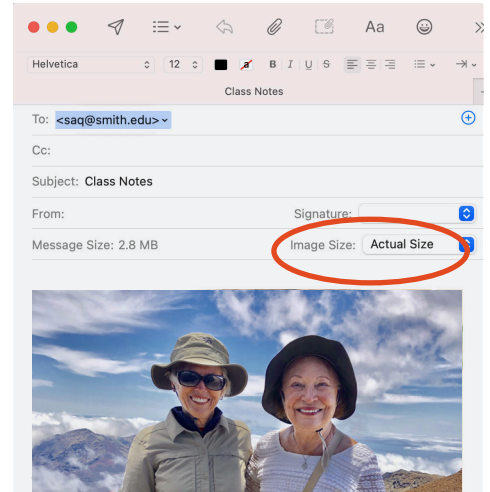 Aa
Helvetica 12 a B I U S
Class Notes
To: <saq@smith.edu>
Cc:
Subject: Class Notes
From: Signature:
Message Size: 2.8 MB Image Size: Actual Size